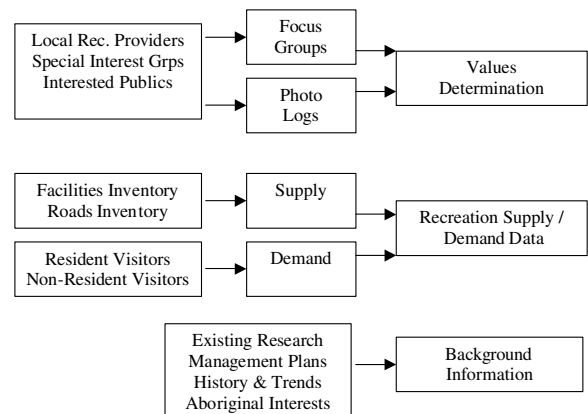 Local Rec. Providers
Special Interest Grps
Interested Publics
Focus
Groups
Photo
Logs
Values
Determination
Facilities Inventory
Roads Inventory
Supply
Resident Visitors
Non-Resident Visitors
Demand
Recreation Supply /
Demand Data
Existing Research
Management Plans
History & Trends
Aboriginal Interests
Background
Information